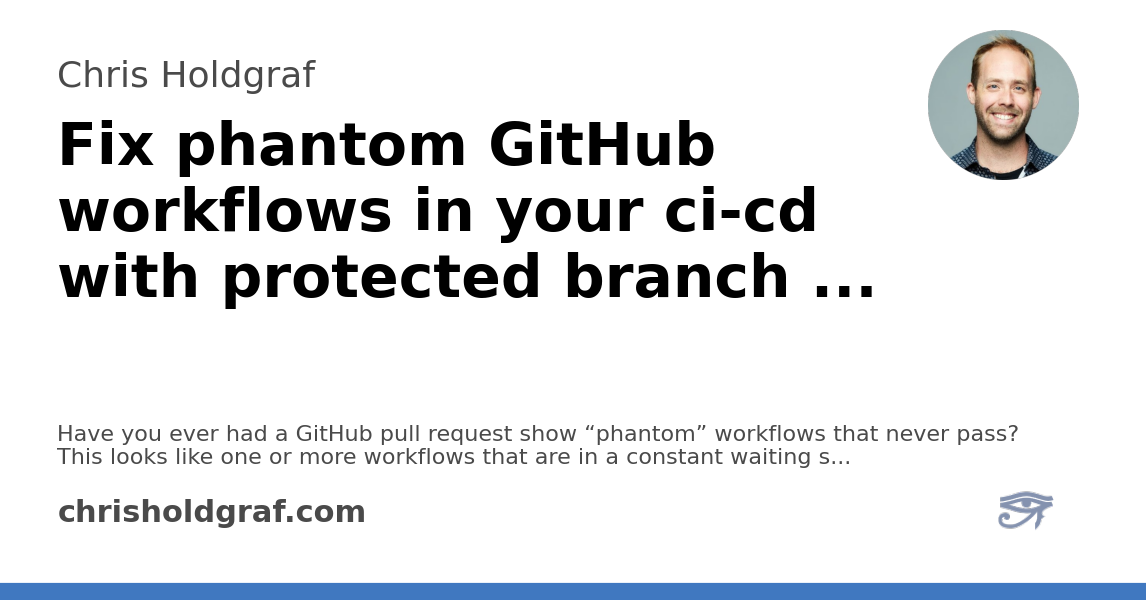 Chris Holdgraf
Fix phantom GitHub
workflows in your ci-cd
with protected branch ...
Have you ever had a GitHub pull request show “phantom” workflows that never pass?
This looks like one or more workflows that are in a constant waiting s...
chrisholdgraf.com